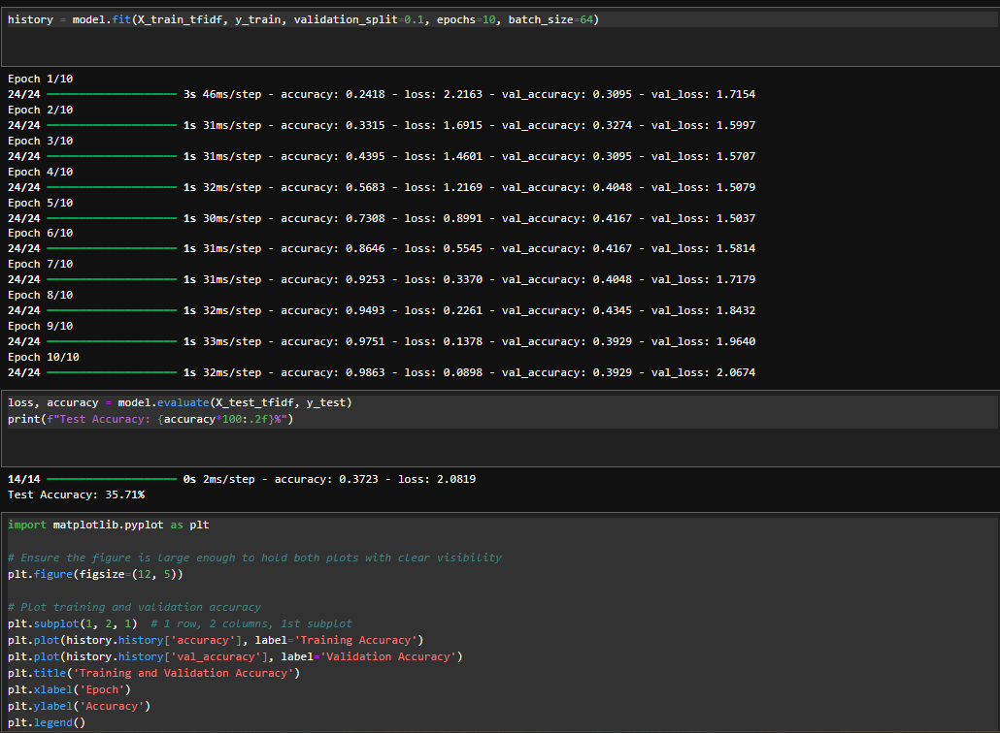 history = model.fit(X_train_tfidf, y_train, validation_split=0.1, epochs=10, batch_size=64)
Epoch 1/10
24/24 ━━━━━━━━━━━━━━━━━━━━ 3s 46ms/step - accuracy: 0.2418 - loss: 2.2163 - val_accuracy: 0.3095 - val_loss: 1.7154
Epoch 2/10
24/24 ━━━━━━━━━━━━━━━━━━━━ 1s 31ms/step - accuracy: 0.3315 - loss: 1.6915 - val_accuracy: 0.3274 - val_loss: 1.5997
Epoch 3/10
24/24 ━━━━━━━━━━━━━━━━━━━━ 1s 31ms/step - accuracy: 0.4395 - loss: 1.4601 - val_accuracy: 0.3095 - val_loss: 1.5707
Epoch 4/10
24/24 ━━━━━━━━━━━━━━━━━━━━ 1s 32ms/step - accuracy: 0.5683 - loss: 1.2169 - val_accuracy: 0.4048 - val_loss: 1.5079
Epoch 5/10
24/24 ━━━━━━━━━━━━━━━━━━━━ 1s 30ms/step - accuracy: 0.7308 - loss: 0.8991 - val_accuracy: 0.4167 - val_loss: 1.5037
Epoch 6/10
24/24 ━━━━━━━━━━━━━━━━━━━━ 1s 31ms/step - accuracy: 0.8646 - loss: 0.5545 - val_accuracy: 0.4167 - val_loss: 1.5814
Epoch 7/10
24/24 ━━━━━━━━━━━━━━━━━━━━ 1s 31ms/step - accuracy: 0.9253 - loss: 0.3370 - val_accuracy: 0.4048 - val_loss: 1.7179
Epoch 8/10
24/24 ━━━━━━━━━━━━━━━━━━━━ 1s 32ms/step - accuracy: 0.9493 - loss: 0.2261 - val_accuracy: 0.4345 - val_loss: 1.8432
Epoch 9/10
24/24 ━━━━━━━━━━━━━━━━━━━━ 1s 33ms/step - accuracy: 0.9751 - loss: 0.1378 - val_accuracy: 0.3929 - val_loss: 1.9640
Epoch 10/10
24/24 ━━━━━━━━━━━━━━━━━━━━ 1s 32ms/step - accuracy: 0.9863 - loss: 0.0898 - val_accuracy: 0.3929 - val_loss: 2.0674
loss, accuracy = model.evaluate(X_test_tfidf, y_test)
print(f"Test Accuracy: {accuracy*100:.2f}%")
14/14 ━━━━━━━━━━━━━━━━━━━━ 0s 2ms/step - accuracy: 0.3723 - loss: 2.0819
Test Accuracy: 35.71%
import matplotlib.pyplot as plt
# Ensure the figure is large enough to hold both plots with clear visibility
plt.figure(figsize=(12, 5))
# Plot training and validation accuracy
plt.subplot(1, 2, 1)  # 1 row, 2 columns, 1st subplot
plt.plot(history.history['accuracy'], label='Training Accuracy')
plt.plot(history.history['val_accuracy'], label='Validation Accuracy')
plt.title('Training and Validation Accuracy')
plt.xlabel('Epoch')
plt.ylabel('Accuracy')
plt.legend()